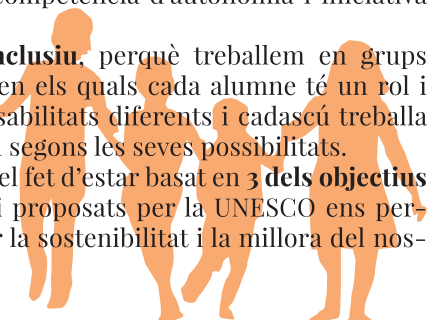 competència d'autonomia i iniciativa
nclusiu, perquè treballem en grups
en els quals cada alumne té un rol i
sabilitats diferents i cadascú treballa
segons les seves possibilitats.
el fet d'estar basat en 3 dels objectius
i proposats per la UNESCO ens per-
r la sostenibilitat i la millora del nos-